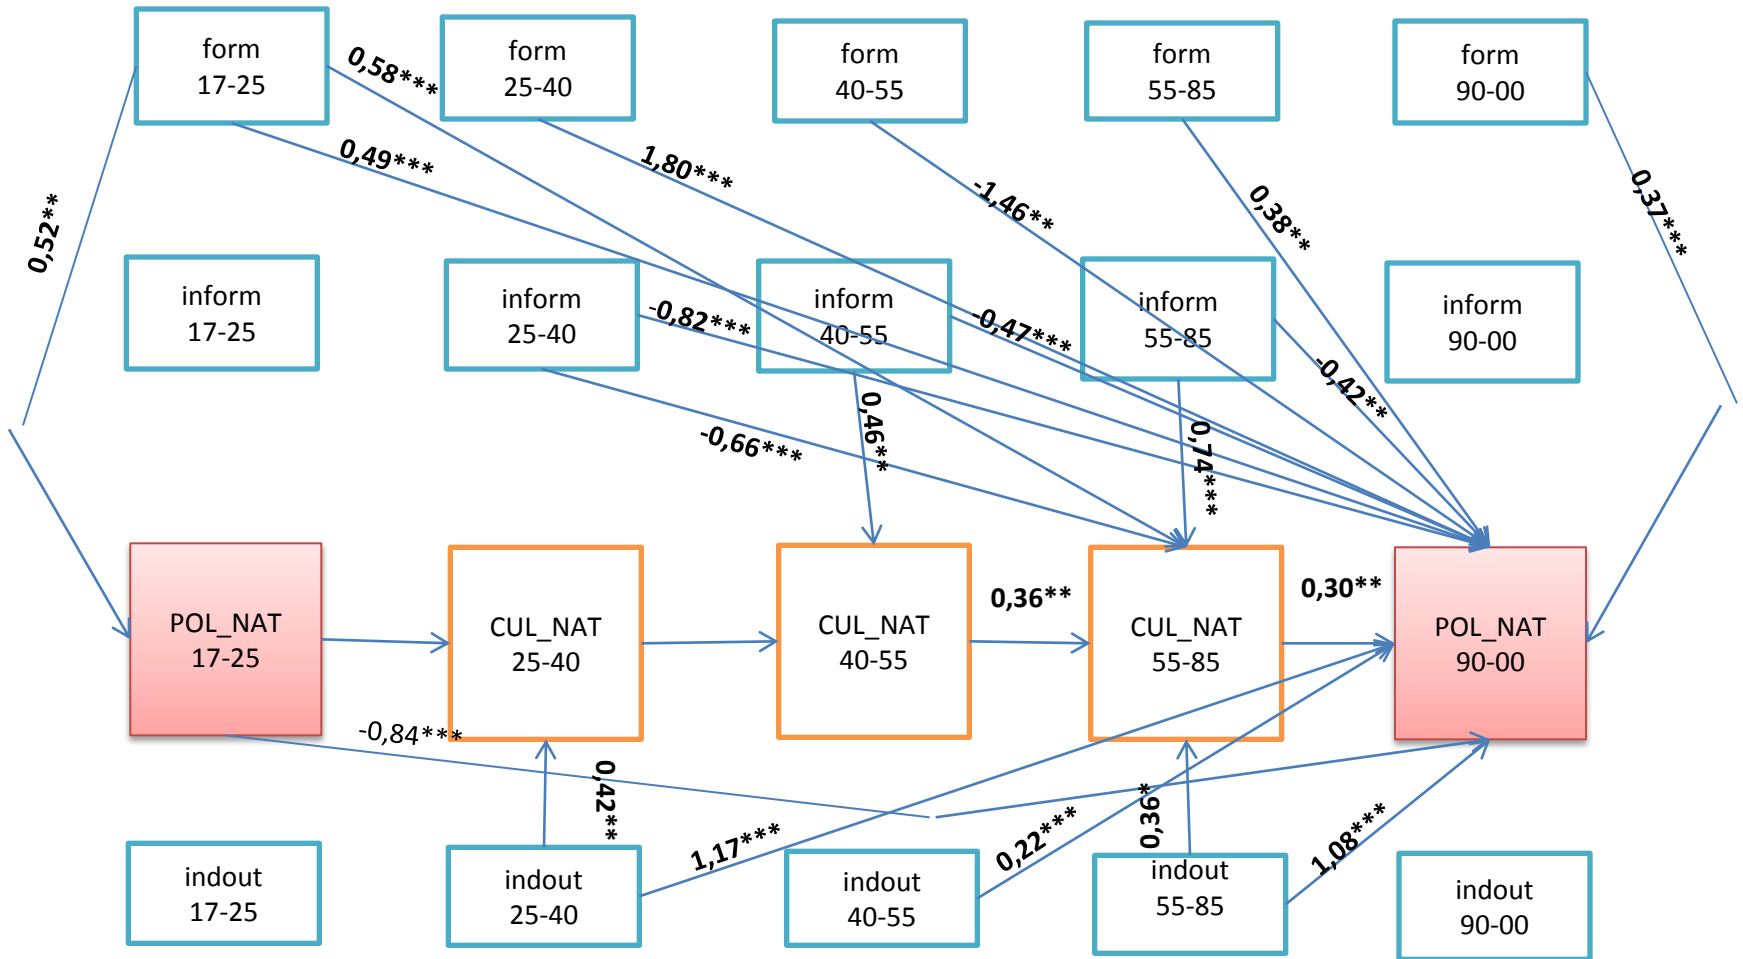 form
17-25
form
25-40
form
40-55
form
55-85
form
90-00
0,58***
0,49***
1,80***
-1,46**
0,38**
0,37***
0,52**
inform
17-25
inform
25-40
inform
40-55
inform
55-85
inform
90-00
-0,82***
-0,47***
-0,42**
-0,66***
0,46**
0,74***
POL_NAT
17-25
CUL_NAT
25-40
CUL_NAT
40-55
0,36**
CUL_NAT
55-85
0,30**
POL_NAT
90-00
-0,84***
0,42**
1,17***
0,22***
0,36*
1,08***
indout
17-25
indout
25-40
indout
40-55
indout
55-85
indout
90-00